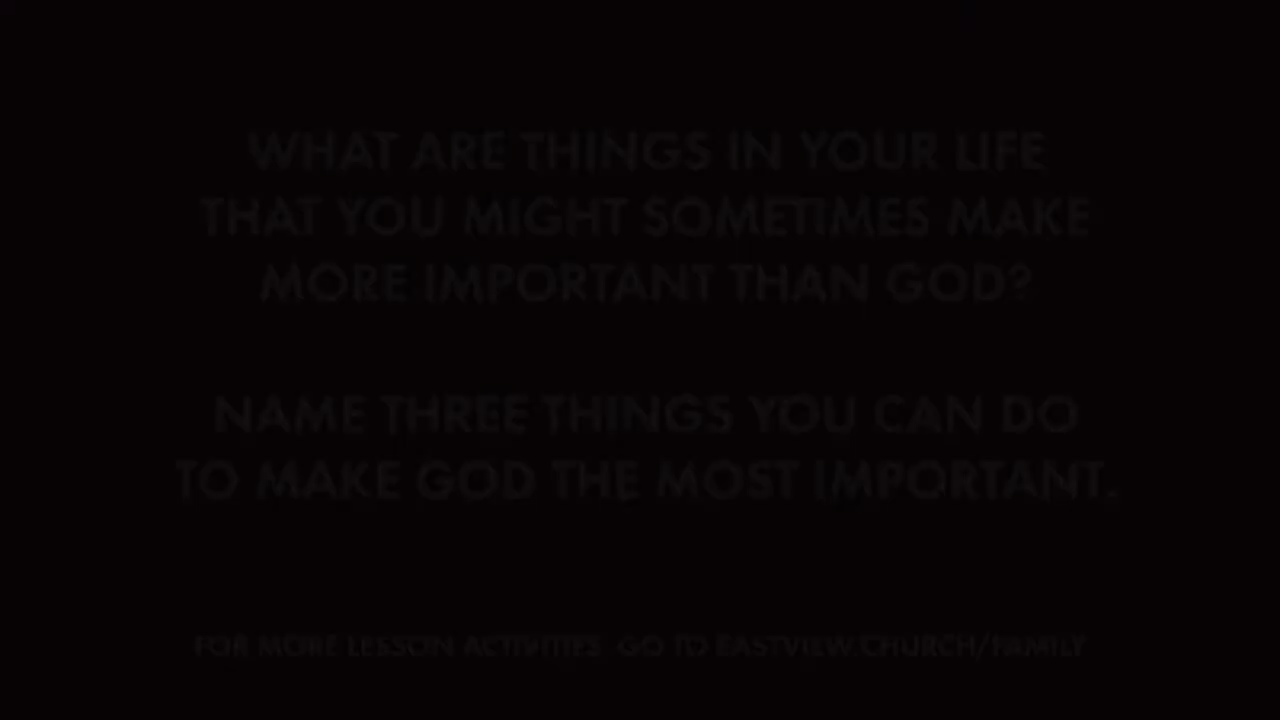 WHAT ARE THINGS IN YOUR LIFE
THAT YOU MIGHT SOMETIMES MAKE
MORE IMPORTANT THAN GOD?
NAME THREE THINGS YOU CAN DO
TO MAKE GOD THE MOST IMPORTANT.
FOR MORE LESSON ACTIVITIES, GO TO EASTVIEW.CHURCH/FAMILY